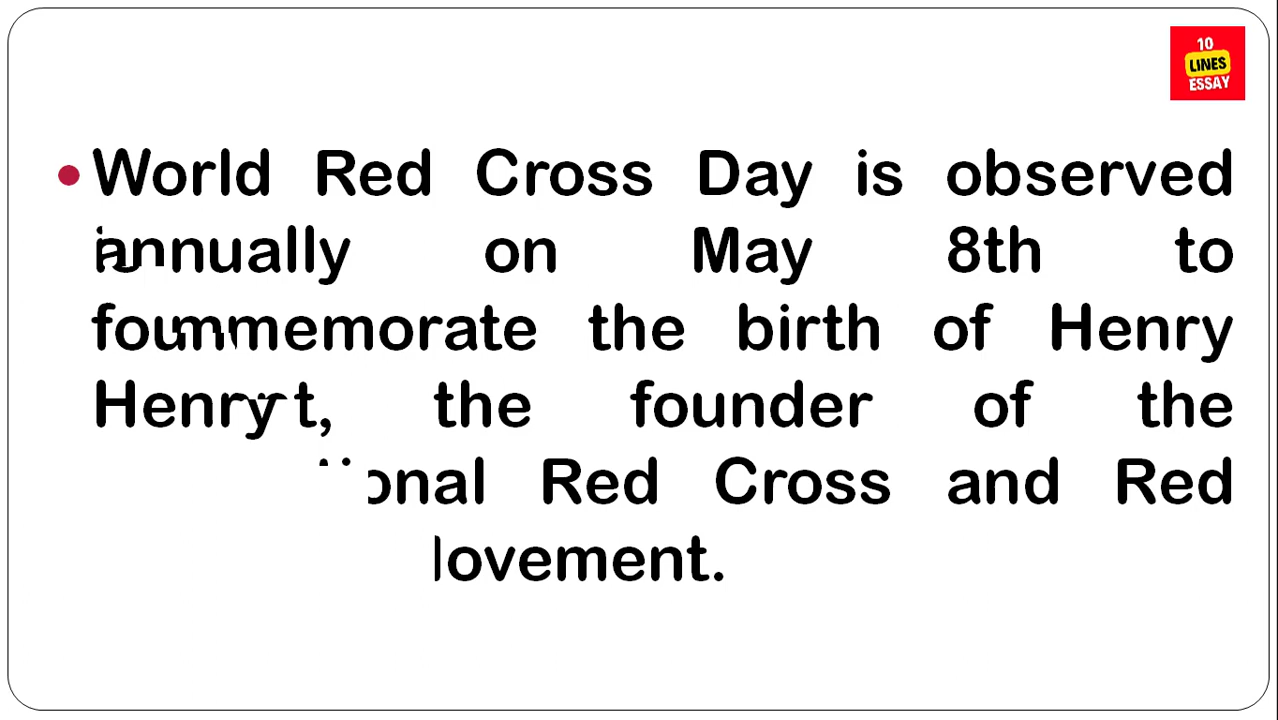 10
LINES
ESSAY
World Red Cross Day is observed
annually on May 8th to
the birth of Henry
the founder of the
Red Cross and Red